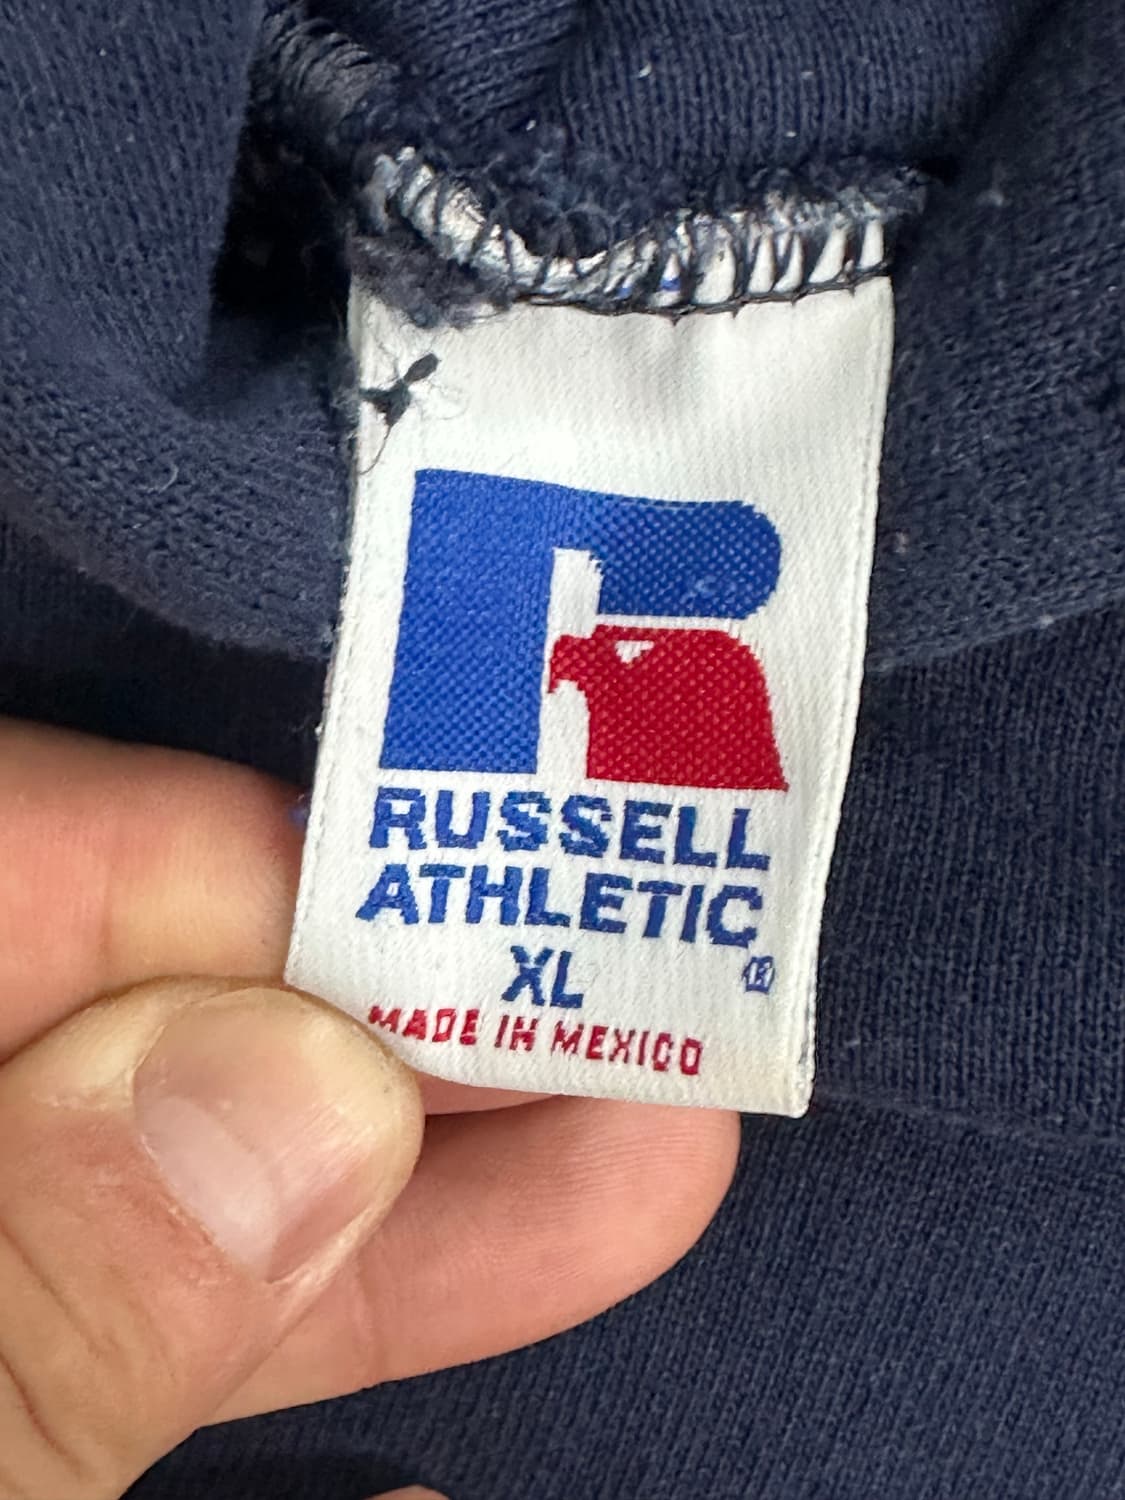 RUSSELL
ATHLETIC
XL ®
MADE IN MEXICO